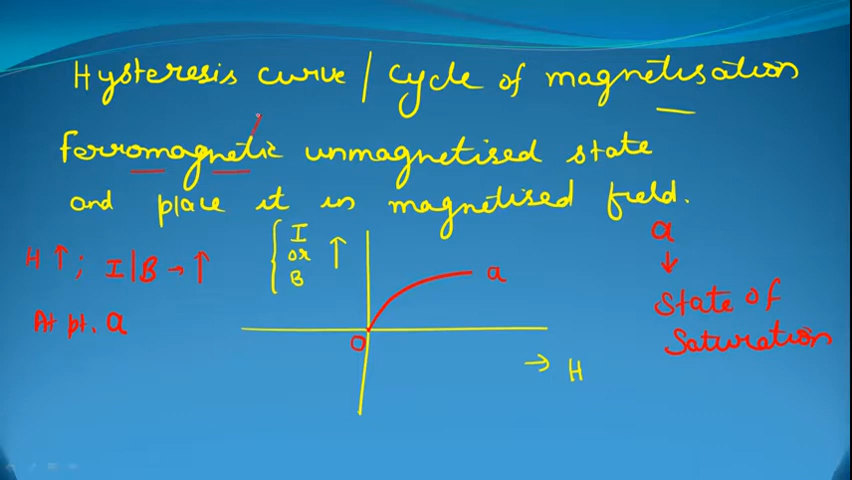 Hysteresis curve / cycle of magnetisation
ferromagnetic unmagnetised state
and place it in magnetised field.
H ↑ ; I|B → ↑
At pt. a
{ I
or
B ↑
a
O
→ H
a
↓
State of
Saturation